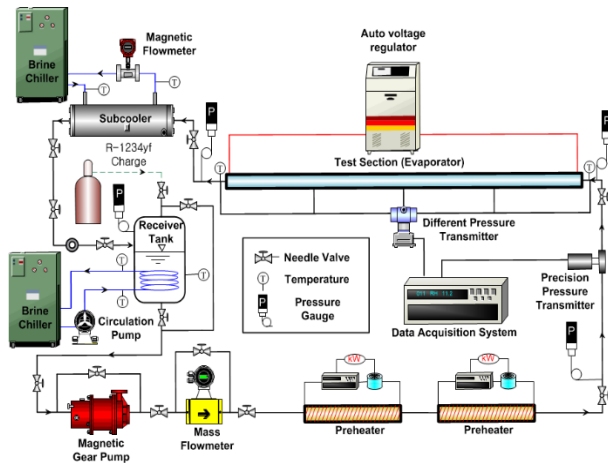 Magnetic
Flowmeter
Auto voltage
regulator
Brine
Chiller
T
T
P
P
Subcooler
R-1234yf
Charge
Test Section (Evaporator)
T
T
P
Receiver
Tank
Different Pressure
Transmitter
Needle Valve
T
Temperature
P
Pressure
Gauge
T
T
T
Precision
Pressure
Transmitter
Brine
Chiller
Circulation
Pump
Data Acquisition System
P
kW
kW
Magnetic
Gear Pump
Mass
Flowmeter
Preheater
Preheater